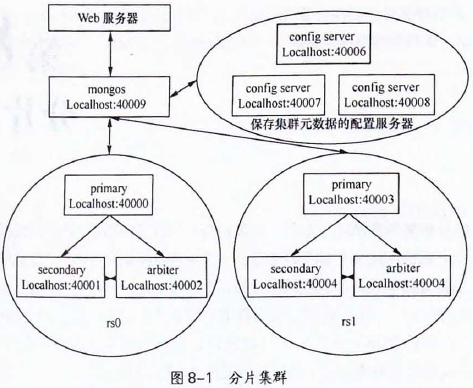 Web 服务器
mongos
Localhost:40009
config server
Localhost:40006
config server
Localhost:40007
config server
Localhost:40008
保存集群元数据的配置服务器
primary
Localhost:40000
secondary
Localhost:40001
arbiter
Localhost:40002
rs0
primary
Localhost:40003
secondary
Localhost:40004
arbiter
Localhost:40004
rs1
图 8-1 分片集群